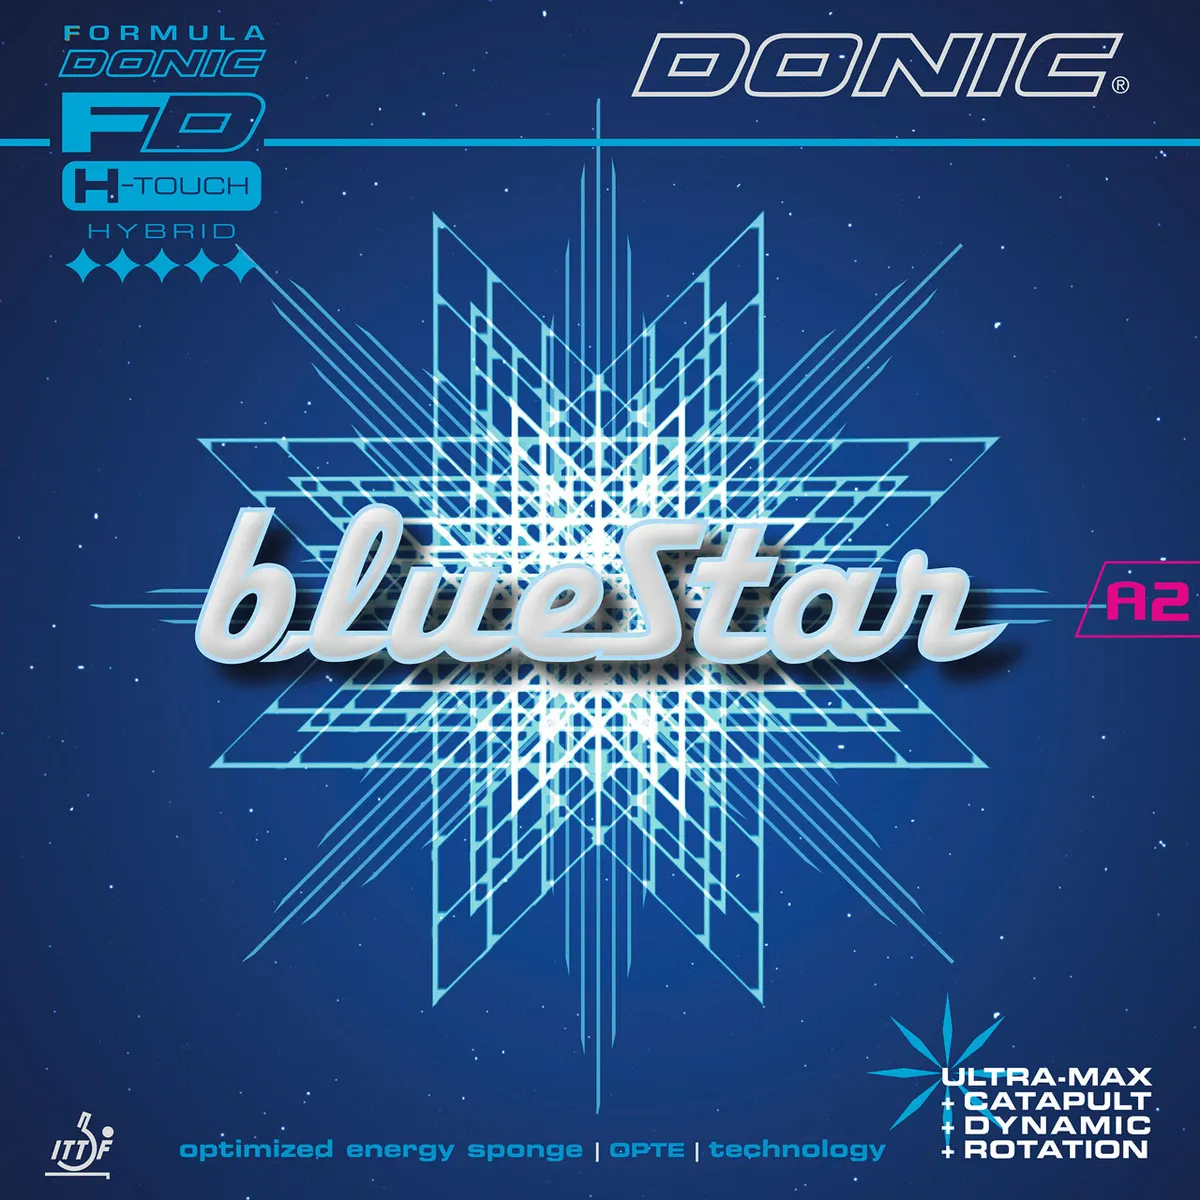 FORMULA
DONIC
DONIC®
FD
H-TOUCH
HYBRID
blueStar
A2
ULTRA-MAX
+ CATAPULT
+ DYNAMIC
+ ROTATION
ITTF
optimized energy sponge | OPTE | technology